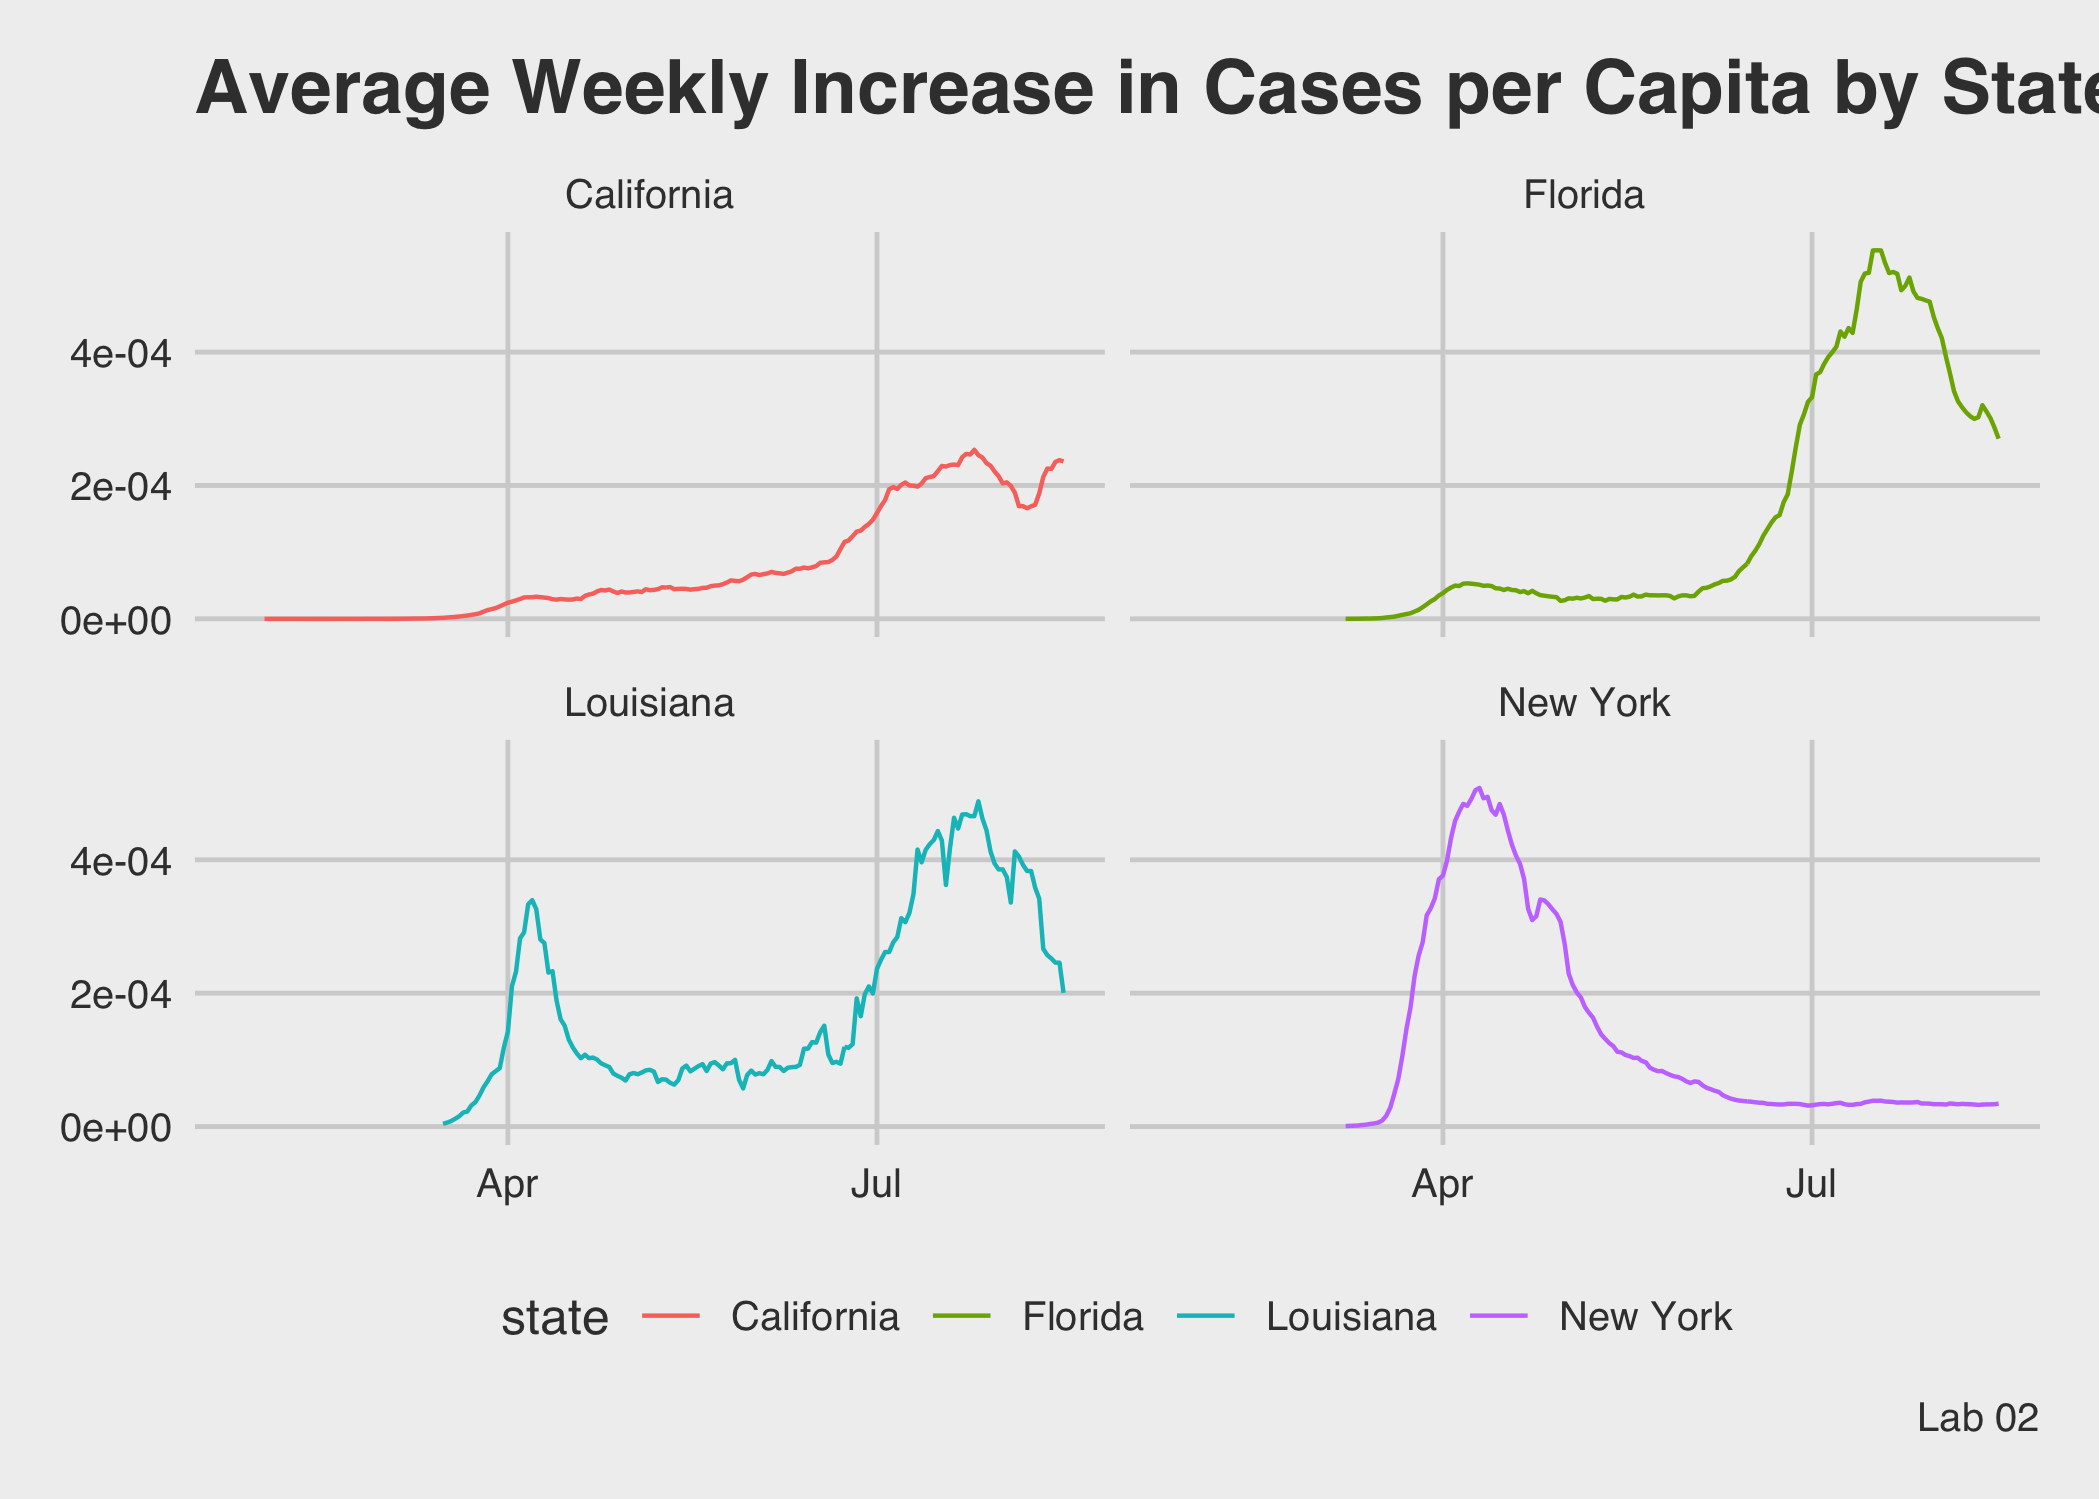 Average Weekly Increase in Cases per Capita by State
California Florida
4e-04
2e-04
0e+00
Louisiana New York
4e-04
2e-04
0e+00
Apr Jul Apr Jul
state California Florida Louisiana New York
Lab 02